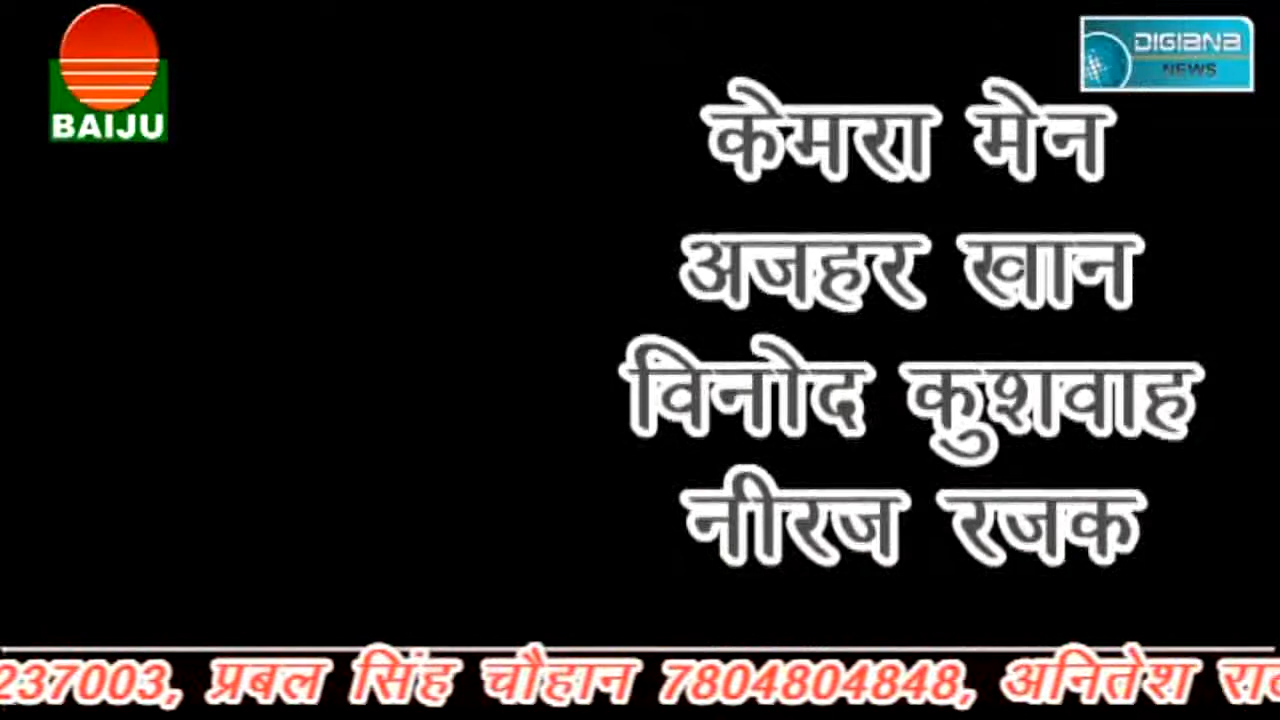 BAIJU
DIGIANA
NEWS
केमरा मेन
अजहर खान
विनोद कुशवाह
नीरज रजक
237003, प्रबल सिंह चौहान 7804804848, अनितेश